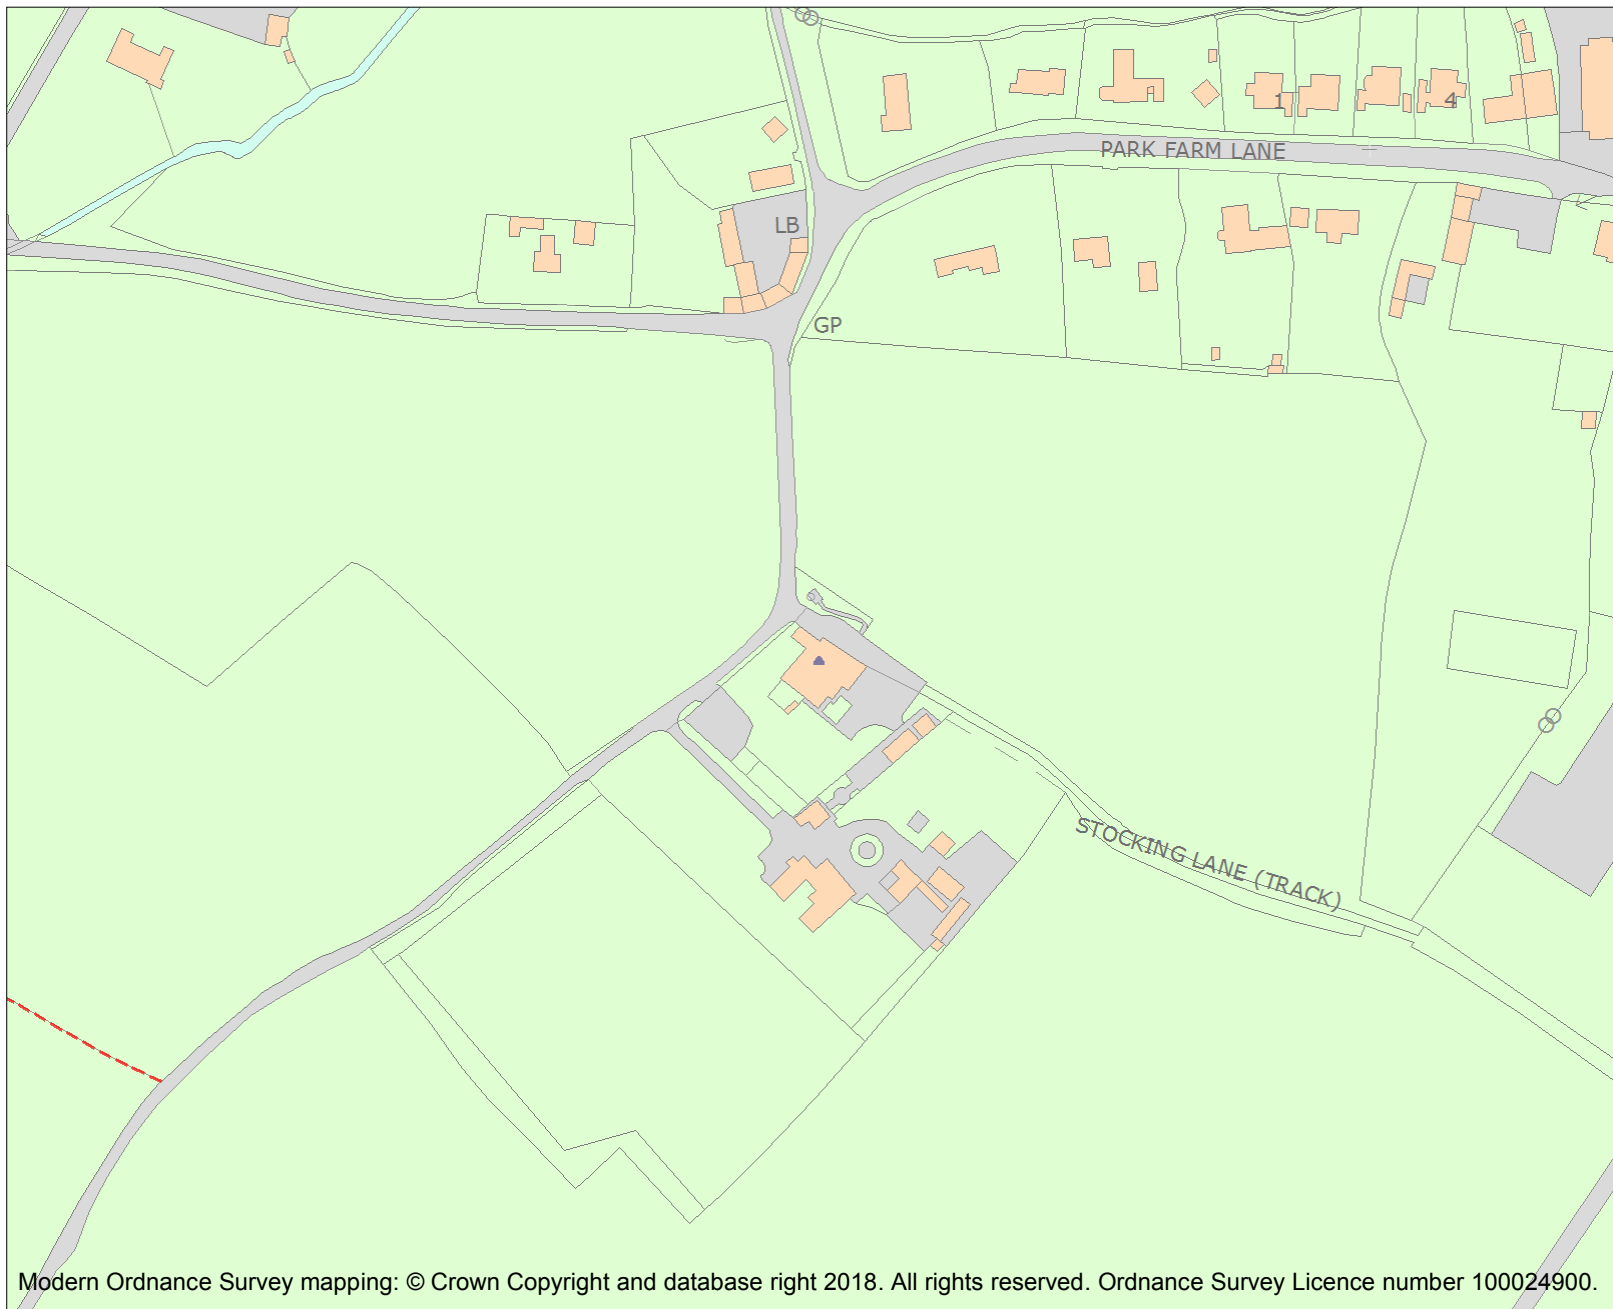 1
4
PARK FARM LANE
LB
GP
STOCKING LANE (TRACK)
Modern Ordnance Survey mapping: © Crown Copyright and database right 2018. All rights reserved. Ordnance Survey Licence number 100024900.